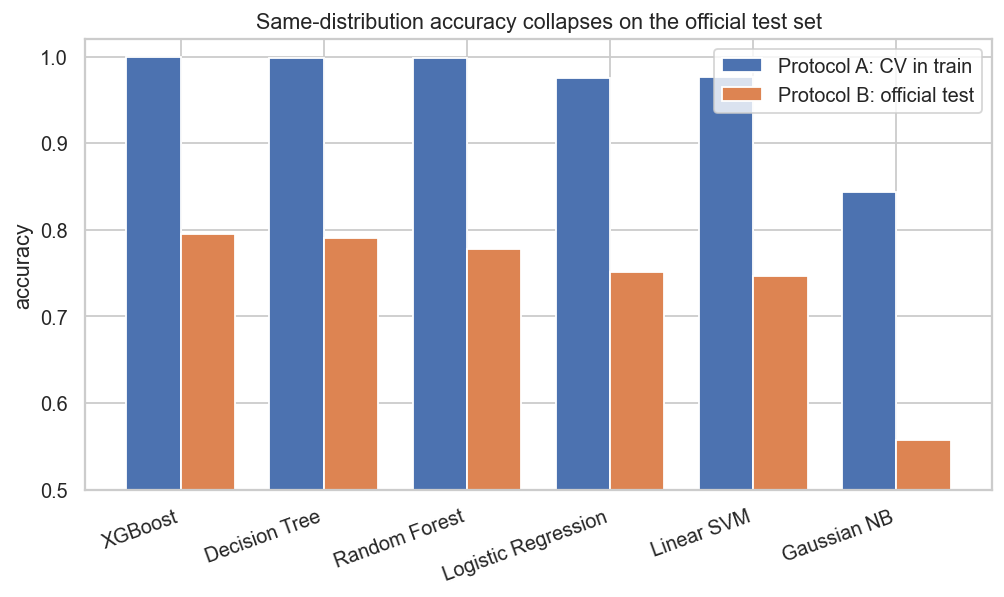 Same-distribution accuracy collapses on the official test set
Protocol A: CV in train
Protocol B: official test
accuracy
1.0
0.9
0.8
0.7
0.6
0.5
XGBoost
Decision Tree
Random Forest
Logistic Regression
Linear SVM
Gaussian NB